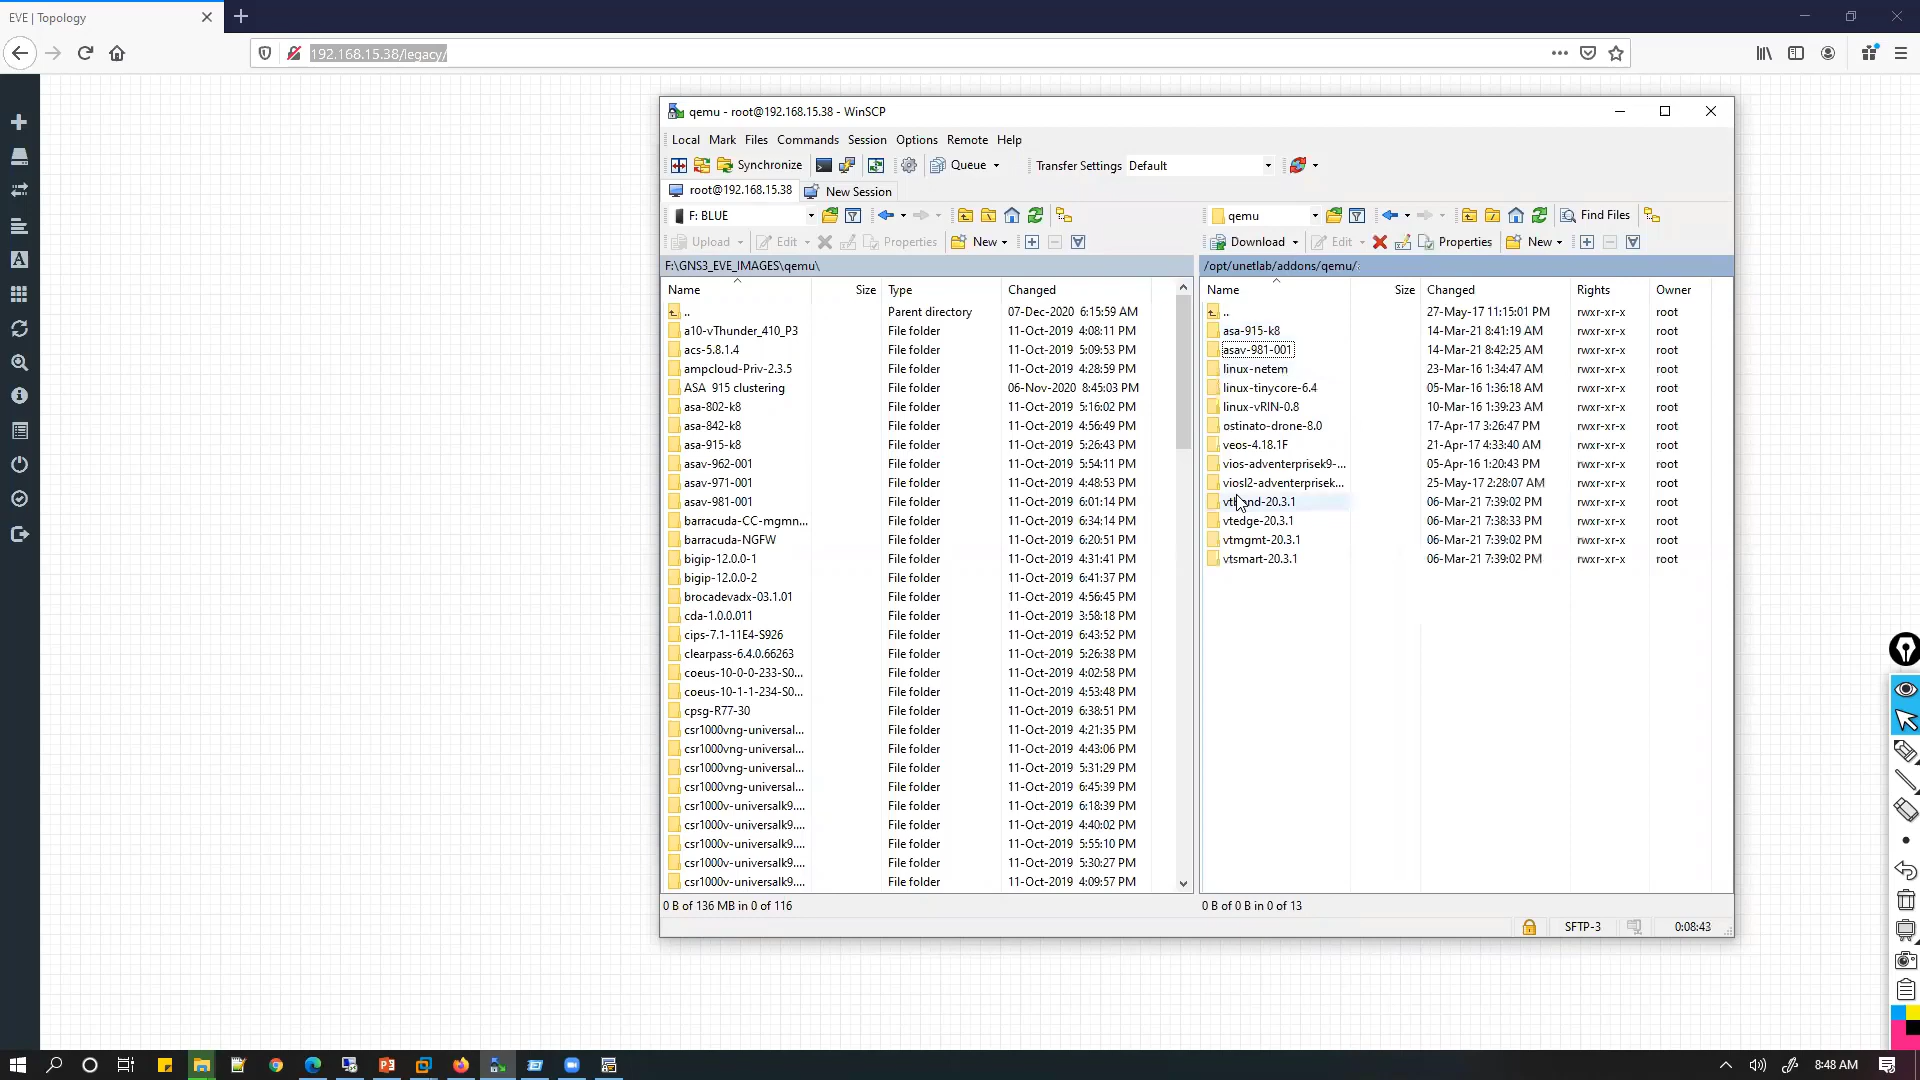 EVE | Topology
192.168.15.38/legacy/
qemu - root@192.168.15.38 - WinSCP
Local Mark Files Commands Session Options Remote Help
Synchronize Queue Transfer Settings Default
root@192.168.15.38 New Session
F: BLUE
qemu Find Files
Upload Edit Properties New
Download Edit Properties New
F:\GNS3_EVE_IMAGES\qemu\
Name Size Type Changed
.. Parent directory 07-Dec-2020 6:15:59 AM
a10-vThunder_410_P3 File folder 11-Oct-2019 4:08:11 PM
acs-5.8.1.4 File folder 11-Oct-2019 5:09:53 PM
ampcloud-Priv-2.3.5 File folder 11-Oct-2019 4:28:59 PM
ASA 915 clustering File folder 06-Nov-2020 8:45:03 PM
asa-802-k8 File folder 11-Oct-2019 5:16:02 PM
asa-842-k8 File folder 11-Oct-2019 4:56:49 PM
asa-915-k8 File folder 11-Oct-2019 5:26:43 PM
asav-962-001 File folder 11-Oct-2019 5:54:11 PM
asav-971-001 File folder 11-Oct-2019 4:48:53 PM
asav-981-001 File folder 11-Oct-2019 6:01:14 PM
barracuda-CC-mgmn... File folder 11-Oct-2019 6:34:14 PM
barracuda-NGFW File folder 11-Oct-2019 6:20:51 PM
bigip-12.0.0-1 File folder 11-Oct-2019 4:31:41 PM
bigip-12.0.0-2 File folder 11-Oct-2019 6:41:37 PM
brocadevadx-03.1.01 File folder 11-Oct-2019 4:56:45 PM
cda-1.0.0.011 File folder 11-Oct-2019 3:58:18 PM
cips-7.1-11E4-S926 File folder 11-Oct-2019 6:43:52 PM
clearpass-6.4.0.66263 File folder 11-Oct-2019 5:26:38 PM
coeus-10-0-0-233-S0... File folder 11-Oct-2019 4:02:58 PM
coeus-10-1-1-234-S0... File folder 11-Oct-2019 4:53:48 PM
cpsg-R77-30 File folder 11-Oct-2019 6:38:51 PM
csr1000vng-universal... File folder 11-Oct-2019 4:21:35 PM
csr1000vng-universal... File folder 11-Oct-2019 4:43:06 PM
csr1000vng-universal... File folder 11-Oct-2019 5:31:29 PM
csr1000vng-universal... File folder 11-Oct-2019 6:45:39 PM
csr1000v-universalk9.... File folder 11-Oct-2019 6:18:39 PM
csr1000v-universalk9.... File folder 11-Oct-2019 4:40:02 PM
csr1000v-universalk9.... File folder 11-Oct-2019 5:55:10 PM
csr1000v-universalk9.... File folder 11-Oct-2019 5:30:27 PM
csr1000v-universalk9.... File folder 11-Oct-2019 4:09:57 PM
0 B of 136 MB in 0 of 116
/opt/unetlab/addons/qemu/
Name Size Changed Rights Owner
.. 27-May-17 11:15:01 PM rwxr-xr-x root
asa-915-k8 14-Mar-21 8:41:19 AM rwxr-xr-x root
asav-981-001 14-Mar-21 8:42:25 AM rwxr-xr-x root
linux-netem 23-Mar-16 1:34:47 AM rwxr-xr-x root
linux-tinycore-6.4 05-Mar-16 1:36:18 AM rwxr-xr-x root
linux-vRIN-0.8 10-Mar-16 1:39:23 AM rwxr-xr-x root
ostinato-drone-8.0 17-Apr-17 3:26:47 PM rwxr-xr-x root
veos-4.18.1F 21-Apr-17 4:33:40 AM rwxr-xr-x root
vios-adventerprisek9-... 05-Apr-16 1:20:43 PM rwxr-xr-x root
viosl2-adventerprisek... 25-May-17 2:28:07 AM rwxr-xr-x root
06-Mar-21 7:39:02 PM rwxr-xr-x root
vtedge-20.3.1 06-Mar-21 7:38:33 PM rwxr-xr-x root
vtmgmt-20.3.1 06-Mar-21 7:39:02 PM rwxr-xr-x root
vtsmart-20.3.1 06-Mar-21 7:39:02 PM rwxr-xr-x root
0 B of 0 B in 0 of 13
SFTP-3 0:08:43
8:48 AM